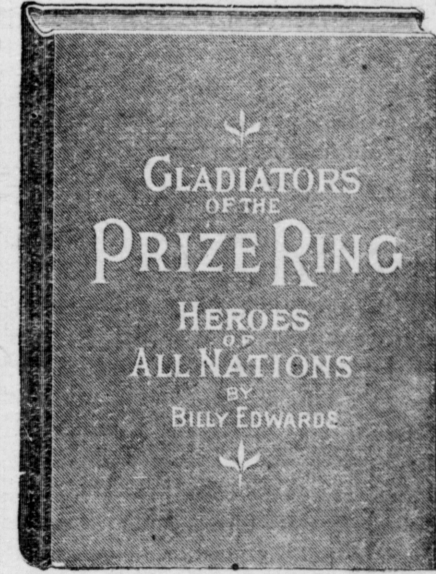 GLADIATORS
OF THE
PRIZE RING
HEROES
OF
ALL NATIONS
BY
BILLY EDWARDS